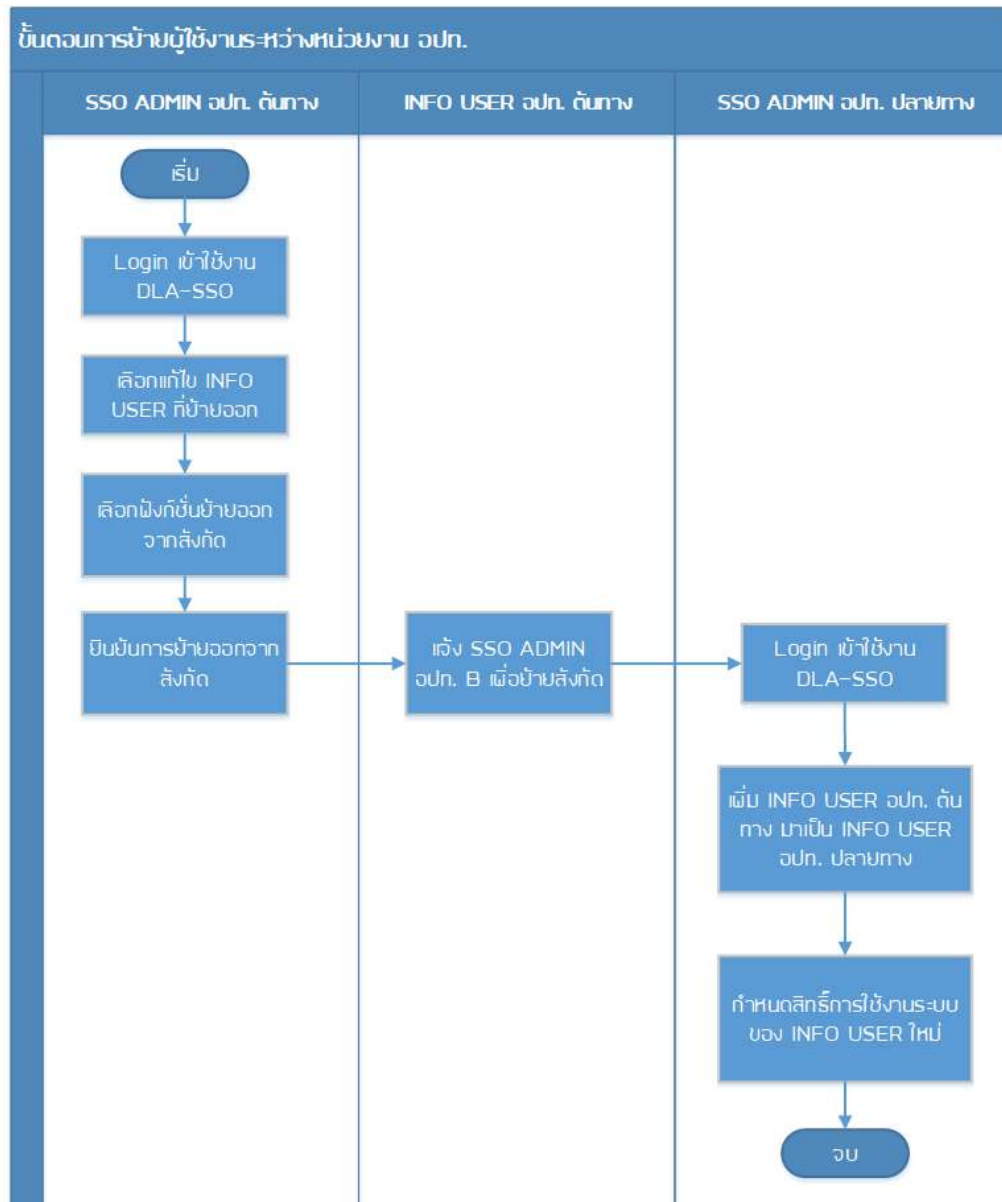 ขั้นตอนการย้ายผู้ใช้งานระหว่างหน่วยงาน อปท.
SSO ADMIN อปท. ต้นทาง
INFO USER อปท. ต้นทาง
SSO ADMIN อปท. ปลายทาง
เริ่ม
Login เข้าใช้งาน
DLA-SSO
เลือกแก้ไข INFO
USER ที่ย้ายออก
เลือกฟังก์ชั่นย้ายออก
จากสังกัด
ยืนยันการย้ายออกจาก
สังกัด
แจ้ง SSO ADMIN
อปท. B เพื่อย้ายสังกัด
Login เข้าใช้งาน
DLA-SSO
เพิ่ม INFO USER อปท. ต้น
ทาง มาเป็น INFO USER
อปท. ปลายทาง
กำหนดสิทธิ์การใช้งานระบบ
ของ INFO USER ใหม่
จบ